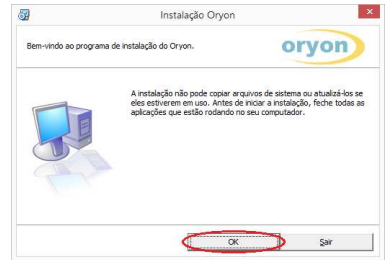 Instalação Oryon
Bem-vindo ao programa de instalação do Oryon.
oryon
A instalação não pode copiar arquivos de sistema ou atualizá-los se
eles estiverem em uso. Antes de iniciar a instalação, feche todas as
aplicações que estão rodando no seu computador.
OK
Sair